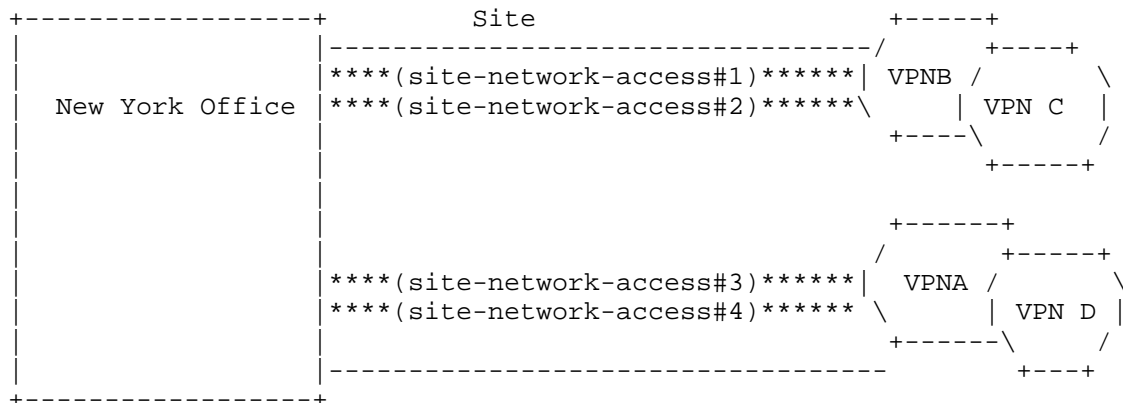 Site
****(site-network-access#1)****** VPNB
New York Office ****(site-network-access#2)****** VPN C
****(site-network-access#3)****** VPNA
****(site-network-access#4)****** VPN D